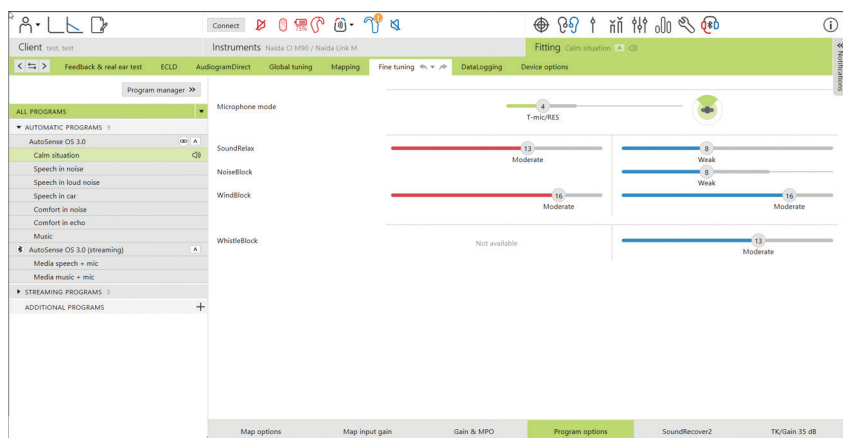 Connect
1
Client test, test
Instruments Naída CI M90 / Naída Link M
Fitting Calm situation A
Notifications
Feedback & real ear test
ECLD
AudiogramDirect
Global tuning
Mapping
Fine tuning
DataLogging
Device options
Program manager
ALL PROGRAMS
AUTOMATIC PROGRAMS 9
AutoSense OS 3.0 A
Calm situation
Speech in noise
Speech in loud noise
Speech in car
Comfort in noise
Comfort in echo
Music
AutoSense OS 3.0 (streaming) A
Media speech + mic
Media music + mic
STREAMING PROGRAMS 3
ADDITIONAL PROGRAMS
Microphone mode
4
T-mic/RES
SoundRelax
13
Moderate
8
Weak
NoiseBlock
8
Weak
WindBlock
16
Moderate
16
Moderate
WhistleBlock
Not available
13
Moderate
Map options
Map input gain
Gain & MPO
Program options
SoundRecover2
TK/Gain 35 dB